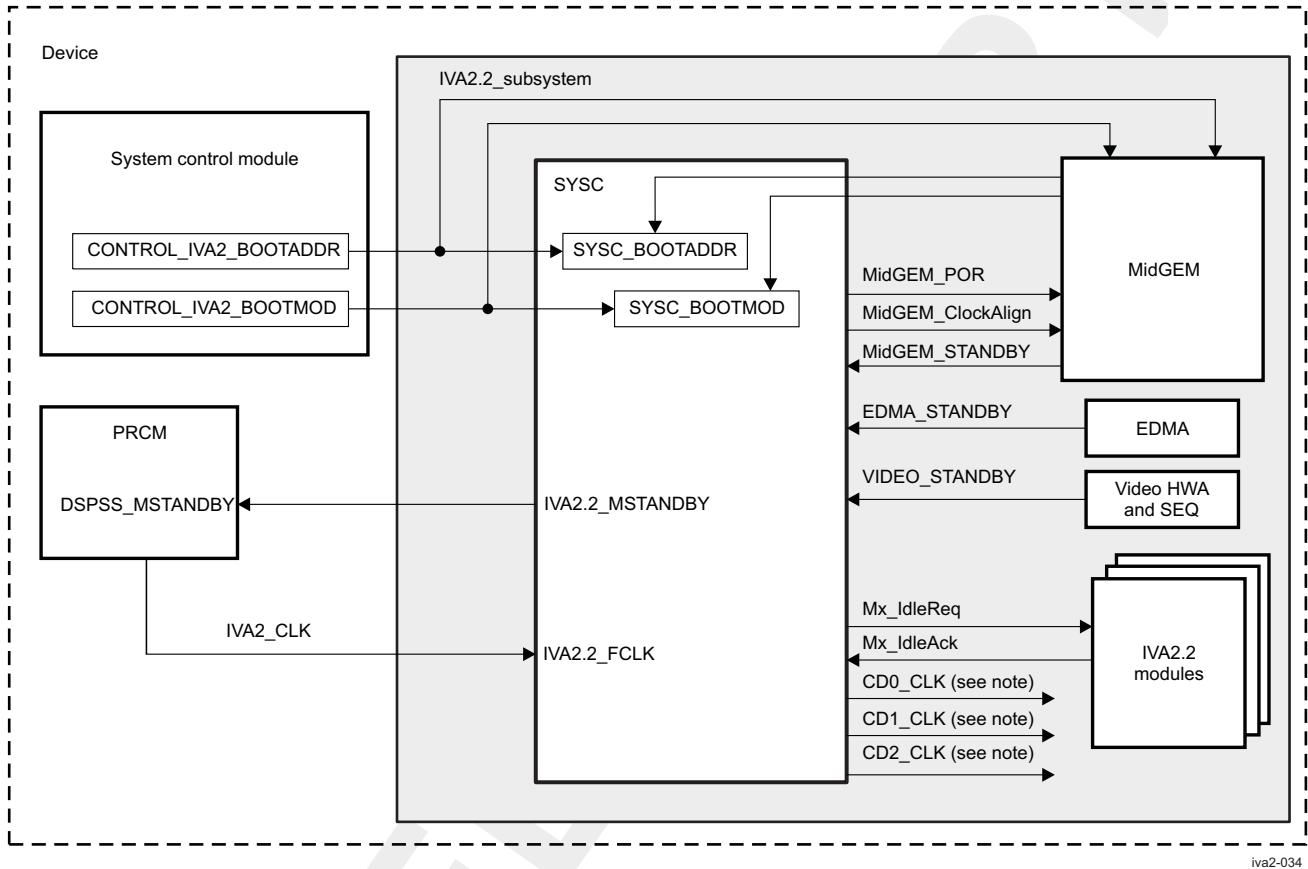 Device
IVA2.2_subsystem
System control module
SYSC
CONTROL_IVA2_BOOTADDR
SYSC_BOOTADDR
MidGEM
CONTROL_IVA2_BOOTMOD
SYSC_BOOTMOD
MidGEM_POR
MidGEM_ClockAlign
MidGEM_STANDBY
PRCM
EDMA_STANDBY
EDMA
DSPSS_MSTANDBY
IVA2.2_MSTANDBY
VIDEO_STANDBY
Video HWA
and SEQ
IVA2_CLK
IVA2.2_FCLK
Mx_IdleReq
Mx_IdleAck
IVA2.2
modules
CD0_CLK (see note)
CD1_CLK (see note)
CD2_CLK (see note)
iva2-034